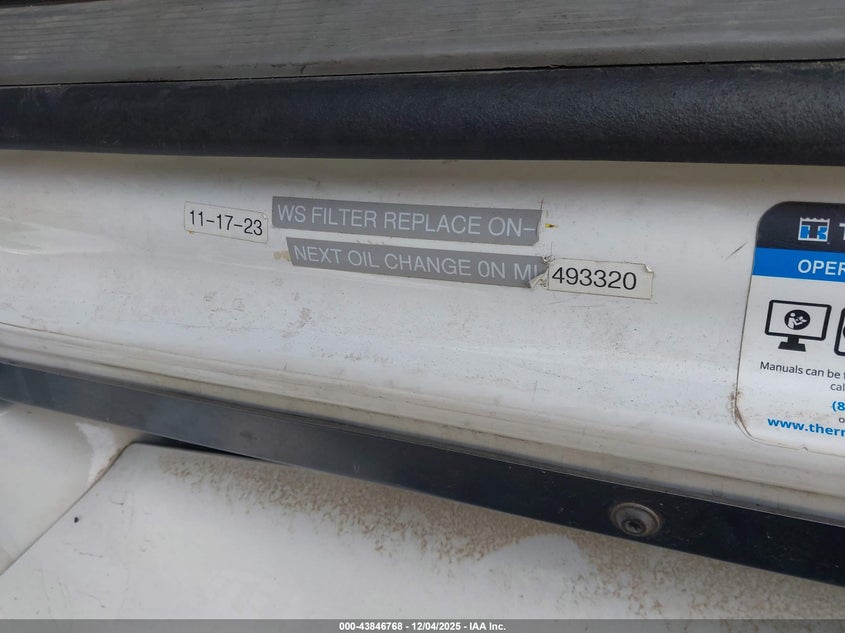 11-17-23 WS FILTER REPLACE ON-
NEXT OIL CHANGE 0N MI 493320
OPER
Manuals can be
www.ther
000-43846768 - 12/04/2025 - IAA Inc.